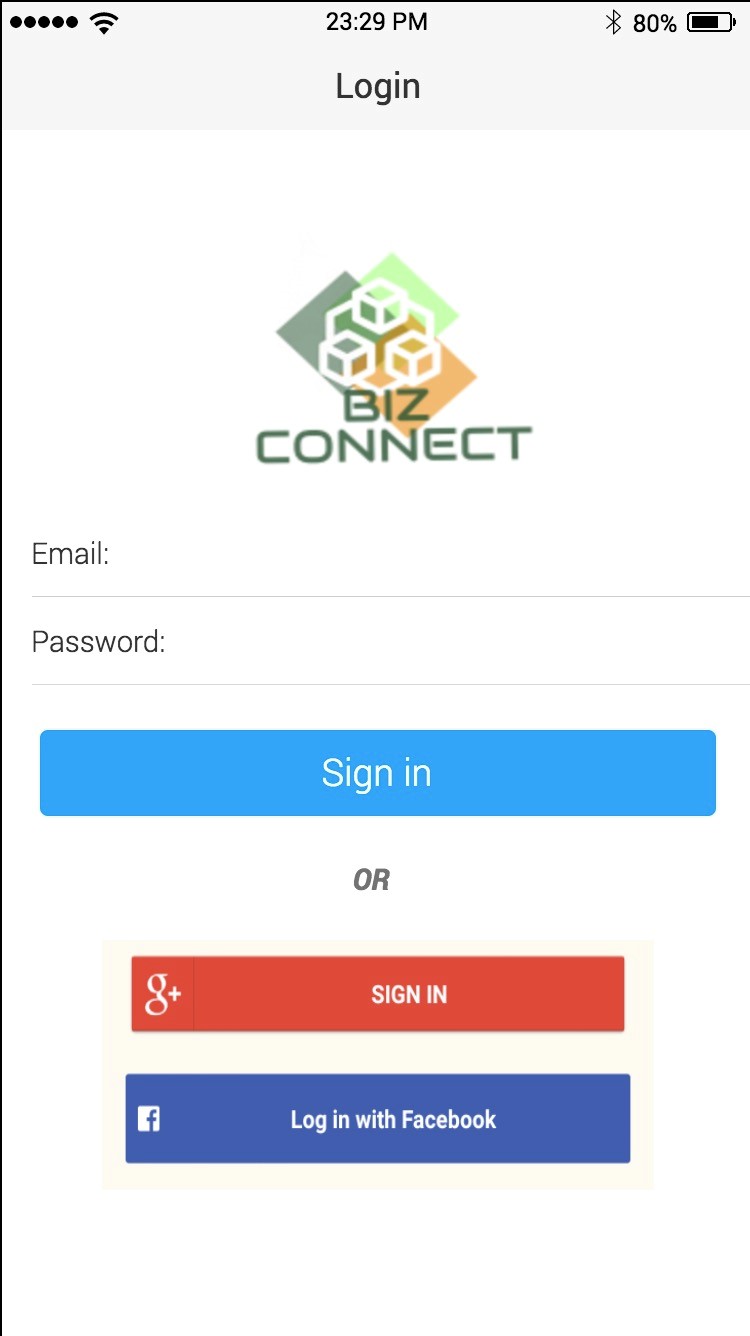 23:29 PM
80%
Login
BIZ
CONNECT
Email:
Password:
Sign in
OR
g+ SIGN IN
Log in with Facebook